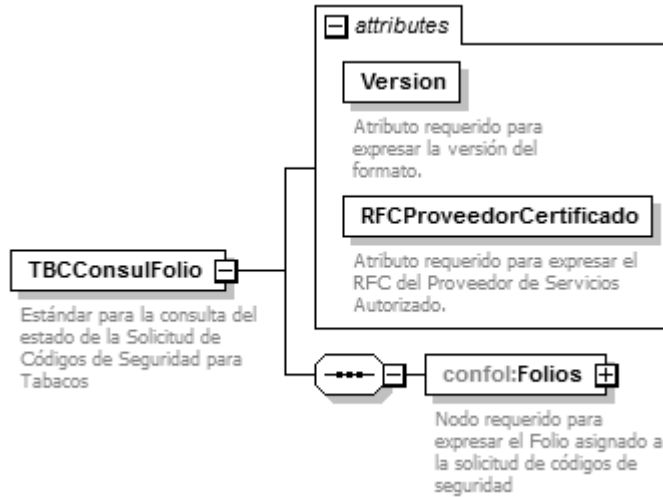 attributes
Version
Atributo requerido para
expresar la versión del
formato.
RFCProveedorCertificado
Atributo requerido para expresar el
RFC del Proveedor de Servicios
Autorizado.
TBCConsulFolio
Estándar para la consulta del
estado de la Solicitud de
Códigos de Seguridad para
Tabacos
confol:Folios
Nodo requerido para
expresar el Folio asignado a
la solicitud de códigos de
seguridad